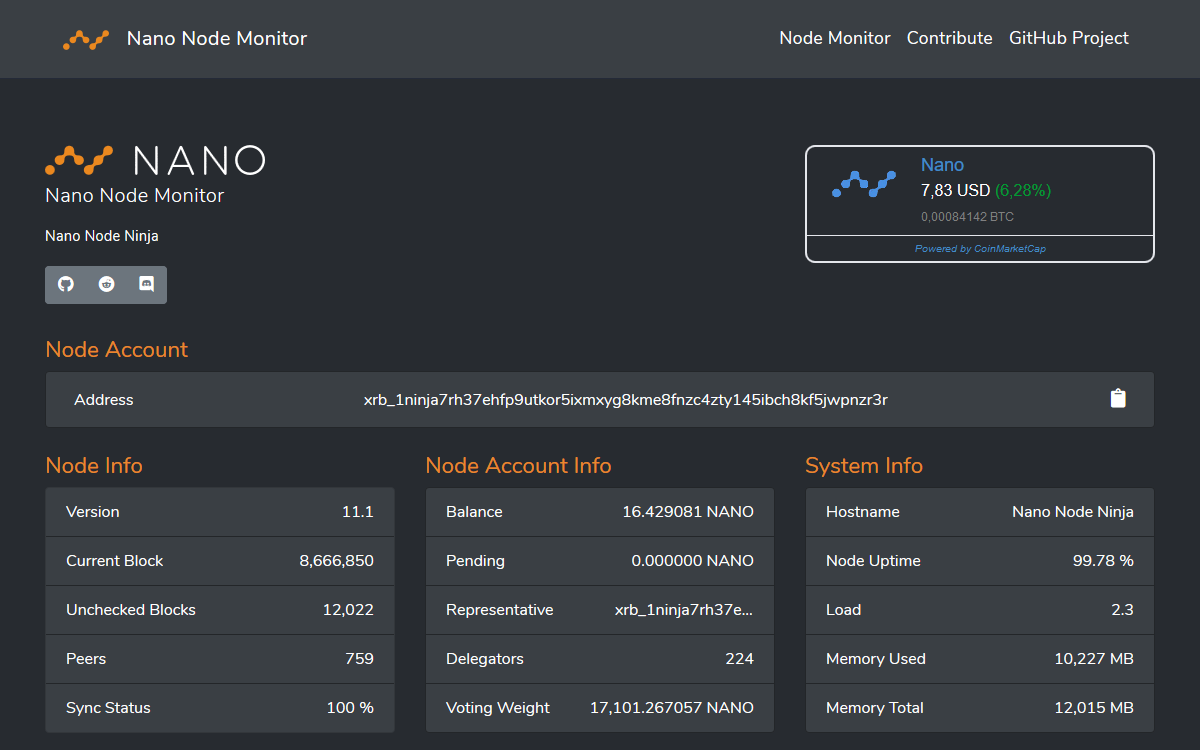 Nano Node Monitor
Node Monitor Contribute GitHub Project
NANO
Nano Node Monitor
Nano Node Ninja
Nano
7,83 USD (6,28%)
0,00084142 BTC
Powered by CoinMarketCap
Node Account
Address xrb_1ninja7rh37ehfp9utkor5ixmxyg8kme8fnzc4zty145ibch8kf5jwpnzr3r
Node Info
Version 11.1
Current Block 8,666,850
Unchecked Blocks 12,022
Peers 759
Sync Status 100 %
Node Account Info
Balance 16.429081 NANO
Pending 0.000000 NANO
Representative xrb_1ninja7rh37e...
Delegators 224
Voting Weight 17,101.267057 NANO
System Info
Hostname Nano Node Ninja
Node Uptime 99.78 %
Load 2.3
Memory Used 10,227 MB
Memory Total 12,015 MB